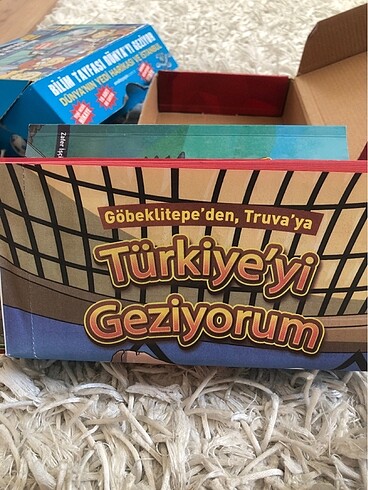 BİLİM TAYFASI DÜNYA'YI GEZİYOR
DÜNYA'NIN YEDİ HARİKASI VE İSTANBUL
Göbeklitepe'den, Truva'ya
Türkiye'yi
Geziyorum